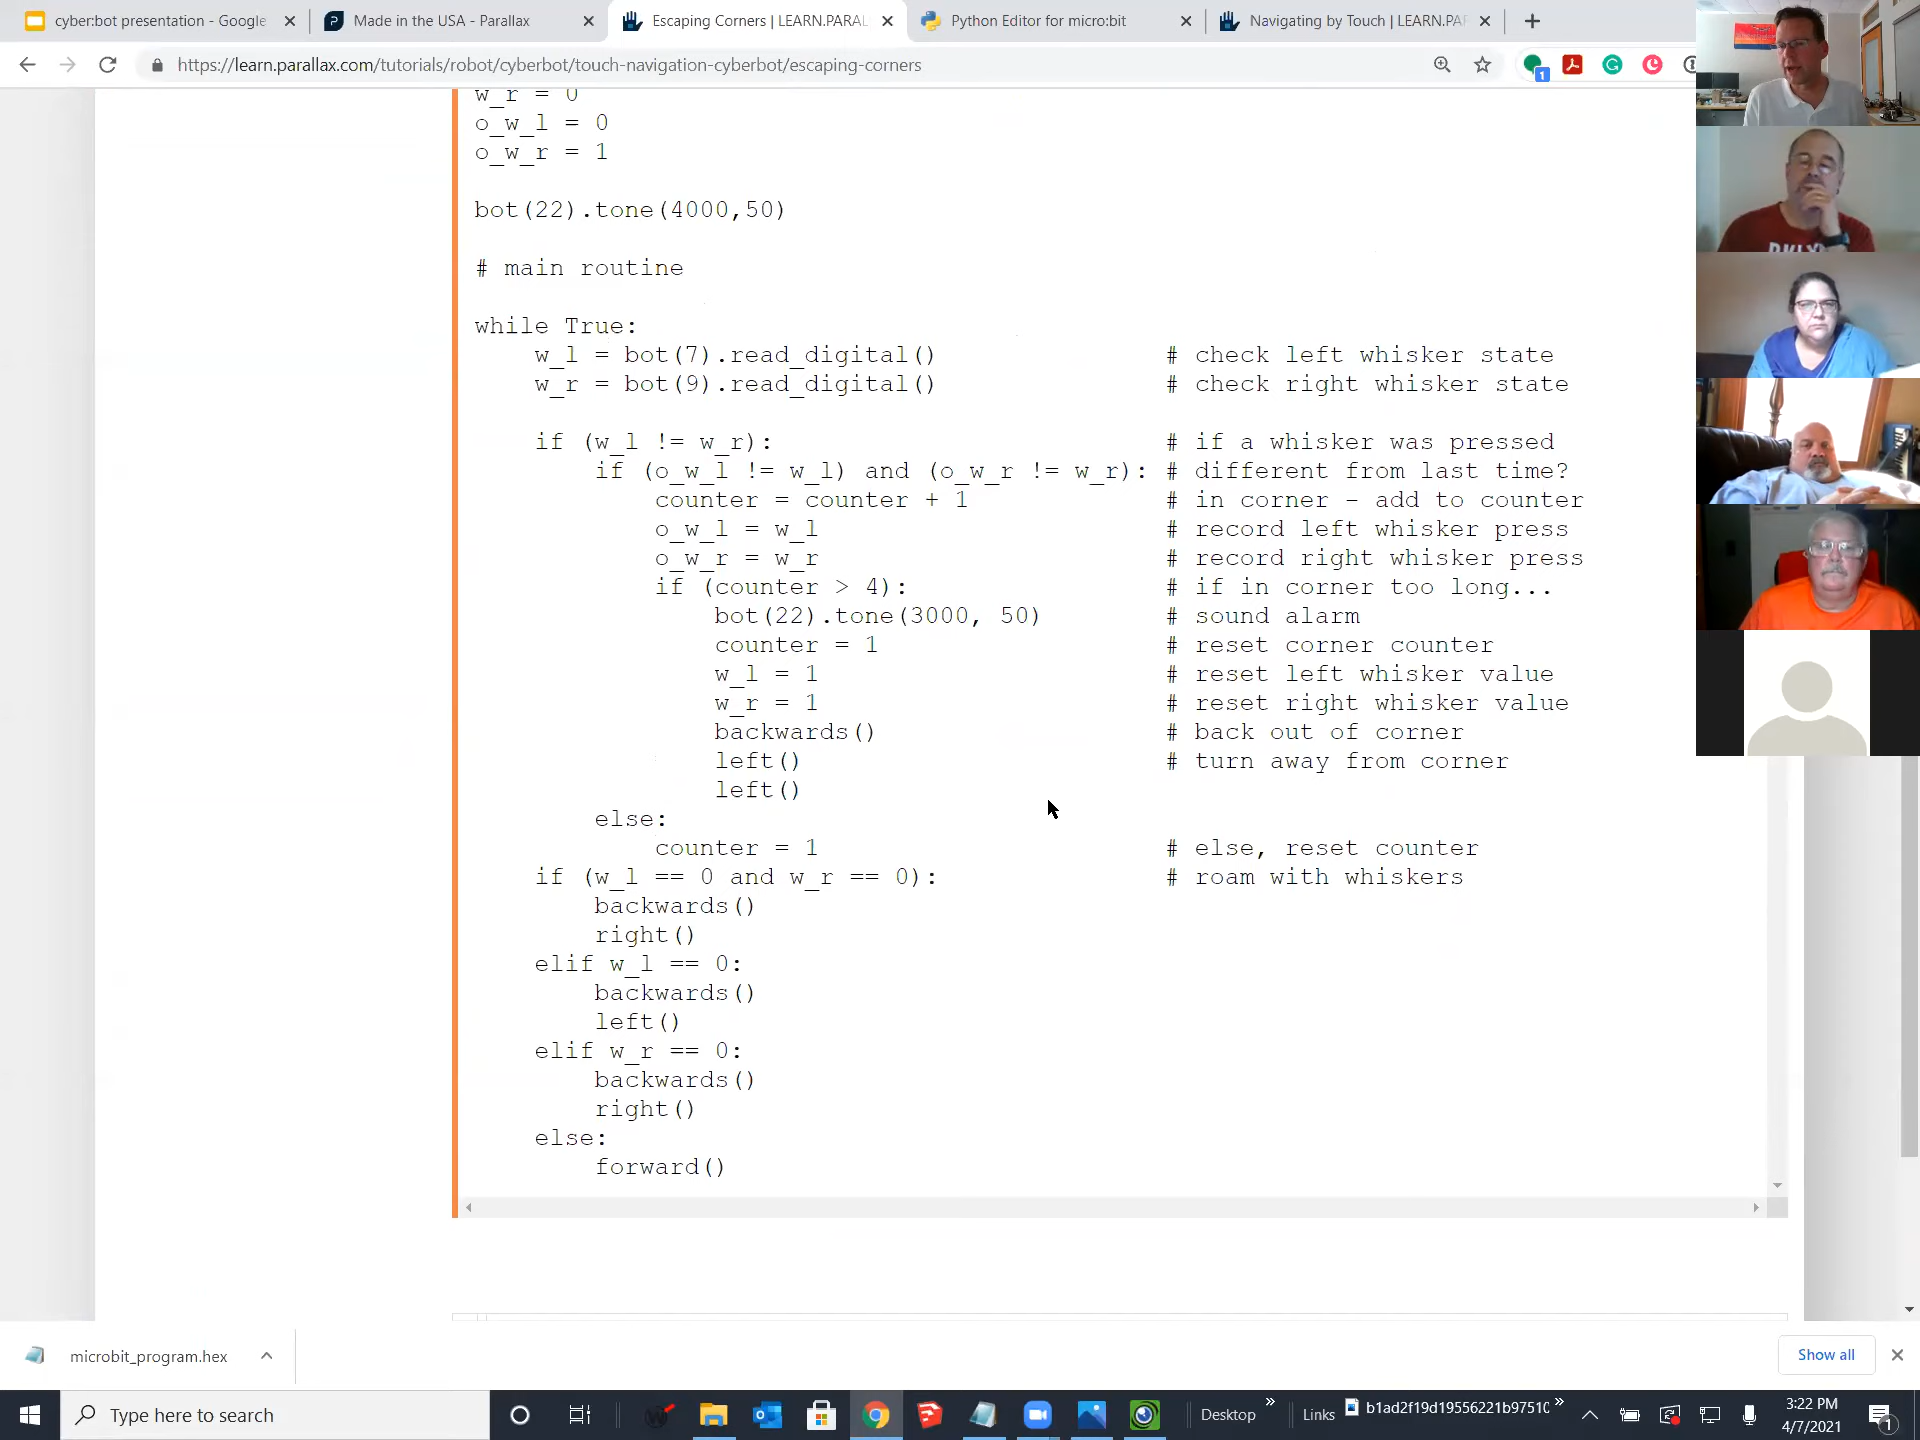 cyber:bot presentation - Google
Made in the USA - Parallax
Escaping Corners | LEARN.PARAL
Python Editor for micro:bit
Navigating by Touch | LEARN.PAR
https://learn.parallax.com/tutorials/robot/cyberbot/touch-navigation-cyberbot/escaping-corners
1
w_r = 0
o_w_l = 0
o_w_r = 1
bot(22).tone(4000,50)
# main routine
while True:
w_l = bot(7).read_digital() # check left whisker state
w_r = bot(9).read_digital() # check right whisker state
if (w_l != w_r): # if a whisker was pressed
if (o_w_l != w_l) and (o_w_r != w_r): # different from last time?
counter = counter + 1 # in corner - add to counter
o_w_l = w_l # record left whisker press
o_w_r = w_r # record right whisker press
if (counter > 4): # if in corner too long...
bot(22).tone(3000, 50) # sound alarm
counter = 1 # reset corner counter
w_l = 1 # reset left whisker value
w_r = 1 # reset right whisker value
backwards() # back out of corner
left() # turn away from corner
left()
else:
counter = 1 # else, reset counter
if (w_l == 0 and w_r == 0): # roam with whiskers
backwards()
right()
elif w_l == 0:
backwards()
left()
elif w_r == 0:
backwards()
right()
else:
forward()
microbit_program.hex
Show all
Type here to search
Desktop
Links
b1ad2f19d19556221b9751
3:22 PM
4/7/2021
1